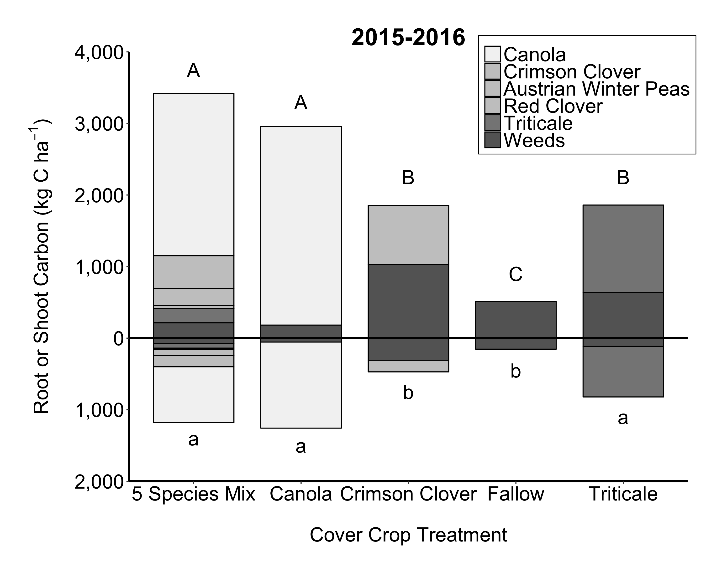 2015-2016
Canola
Crimson Clover
Austrian Winter Peas
Red Clover
Triticale
Weeds
Root or Shoot Carbon (kg C ha⁻¹)
4,000
3,000
2,000
1,000
0
1,000
2,000
A
A
B
C
B
a
a
b
b
a
5 Species Mix Canola Crimson Clover Fallow Triticale
Cover Crop Treatment